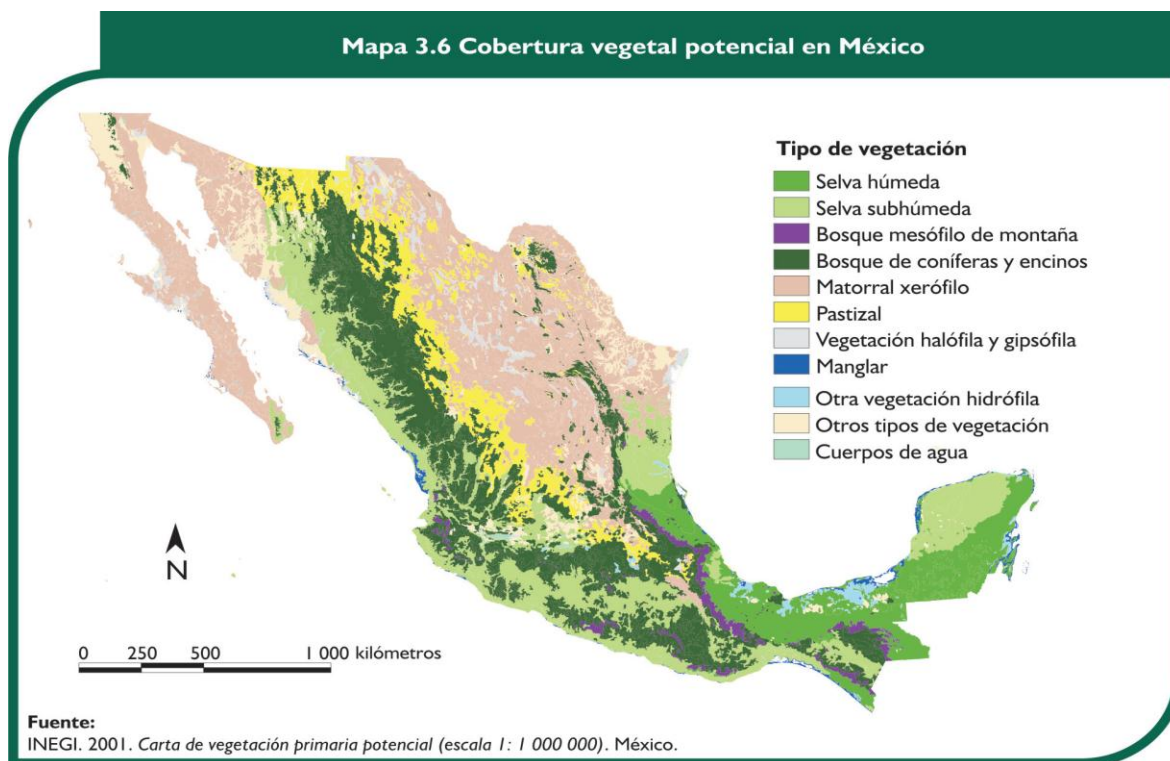 Mapa 3.6 Cobertura vegetal potencial en México
Tipo de vegetación
Selva húmeda
Selva subhúmeda
Bosque mesófilo de montaña
Bosque de coníferas y encinos
Matorral xerófilo
Pastizal
Vegetación halófila y gipsófila
Manglar
Otra vegetación hidrófila
Otros tipos de vegetación
Cuerpos de agua
N
0 250 500 1 000 kilómetros
Fuente:
INEGI. 2001. Carta de vegetación primaria potencial (escala 1: 1 000 000). México.